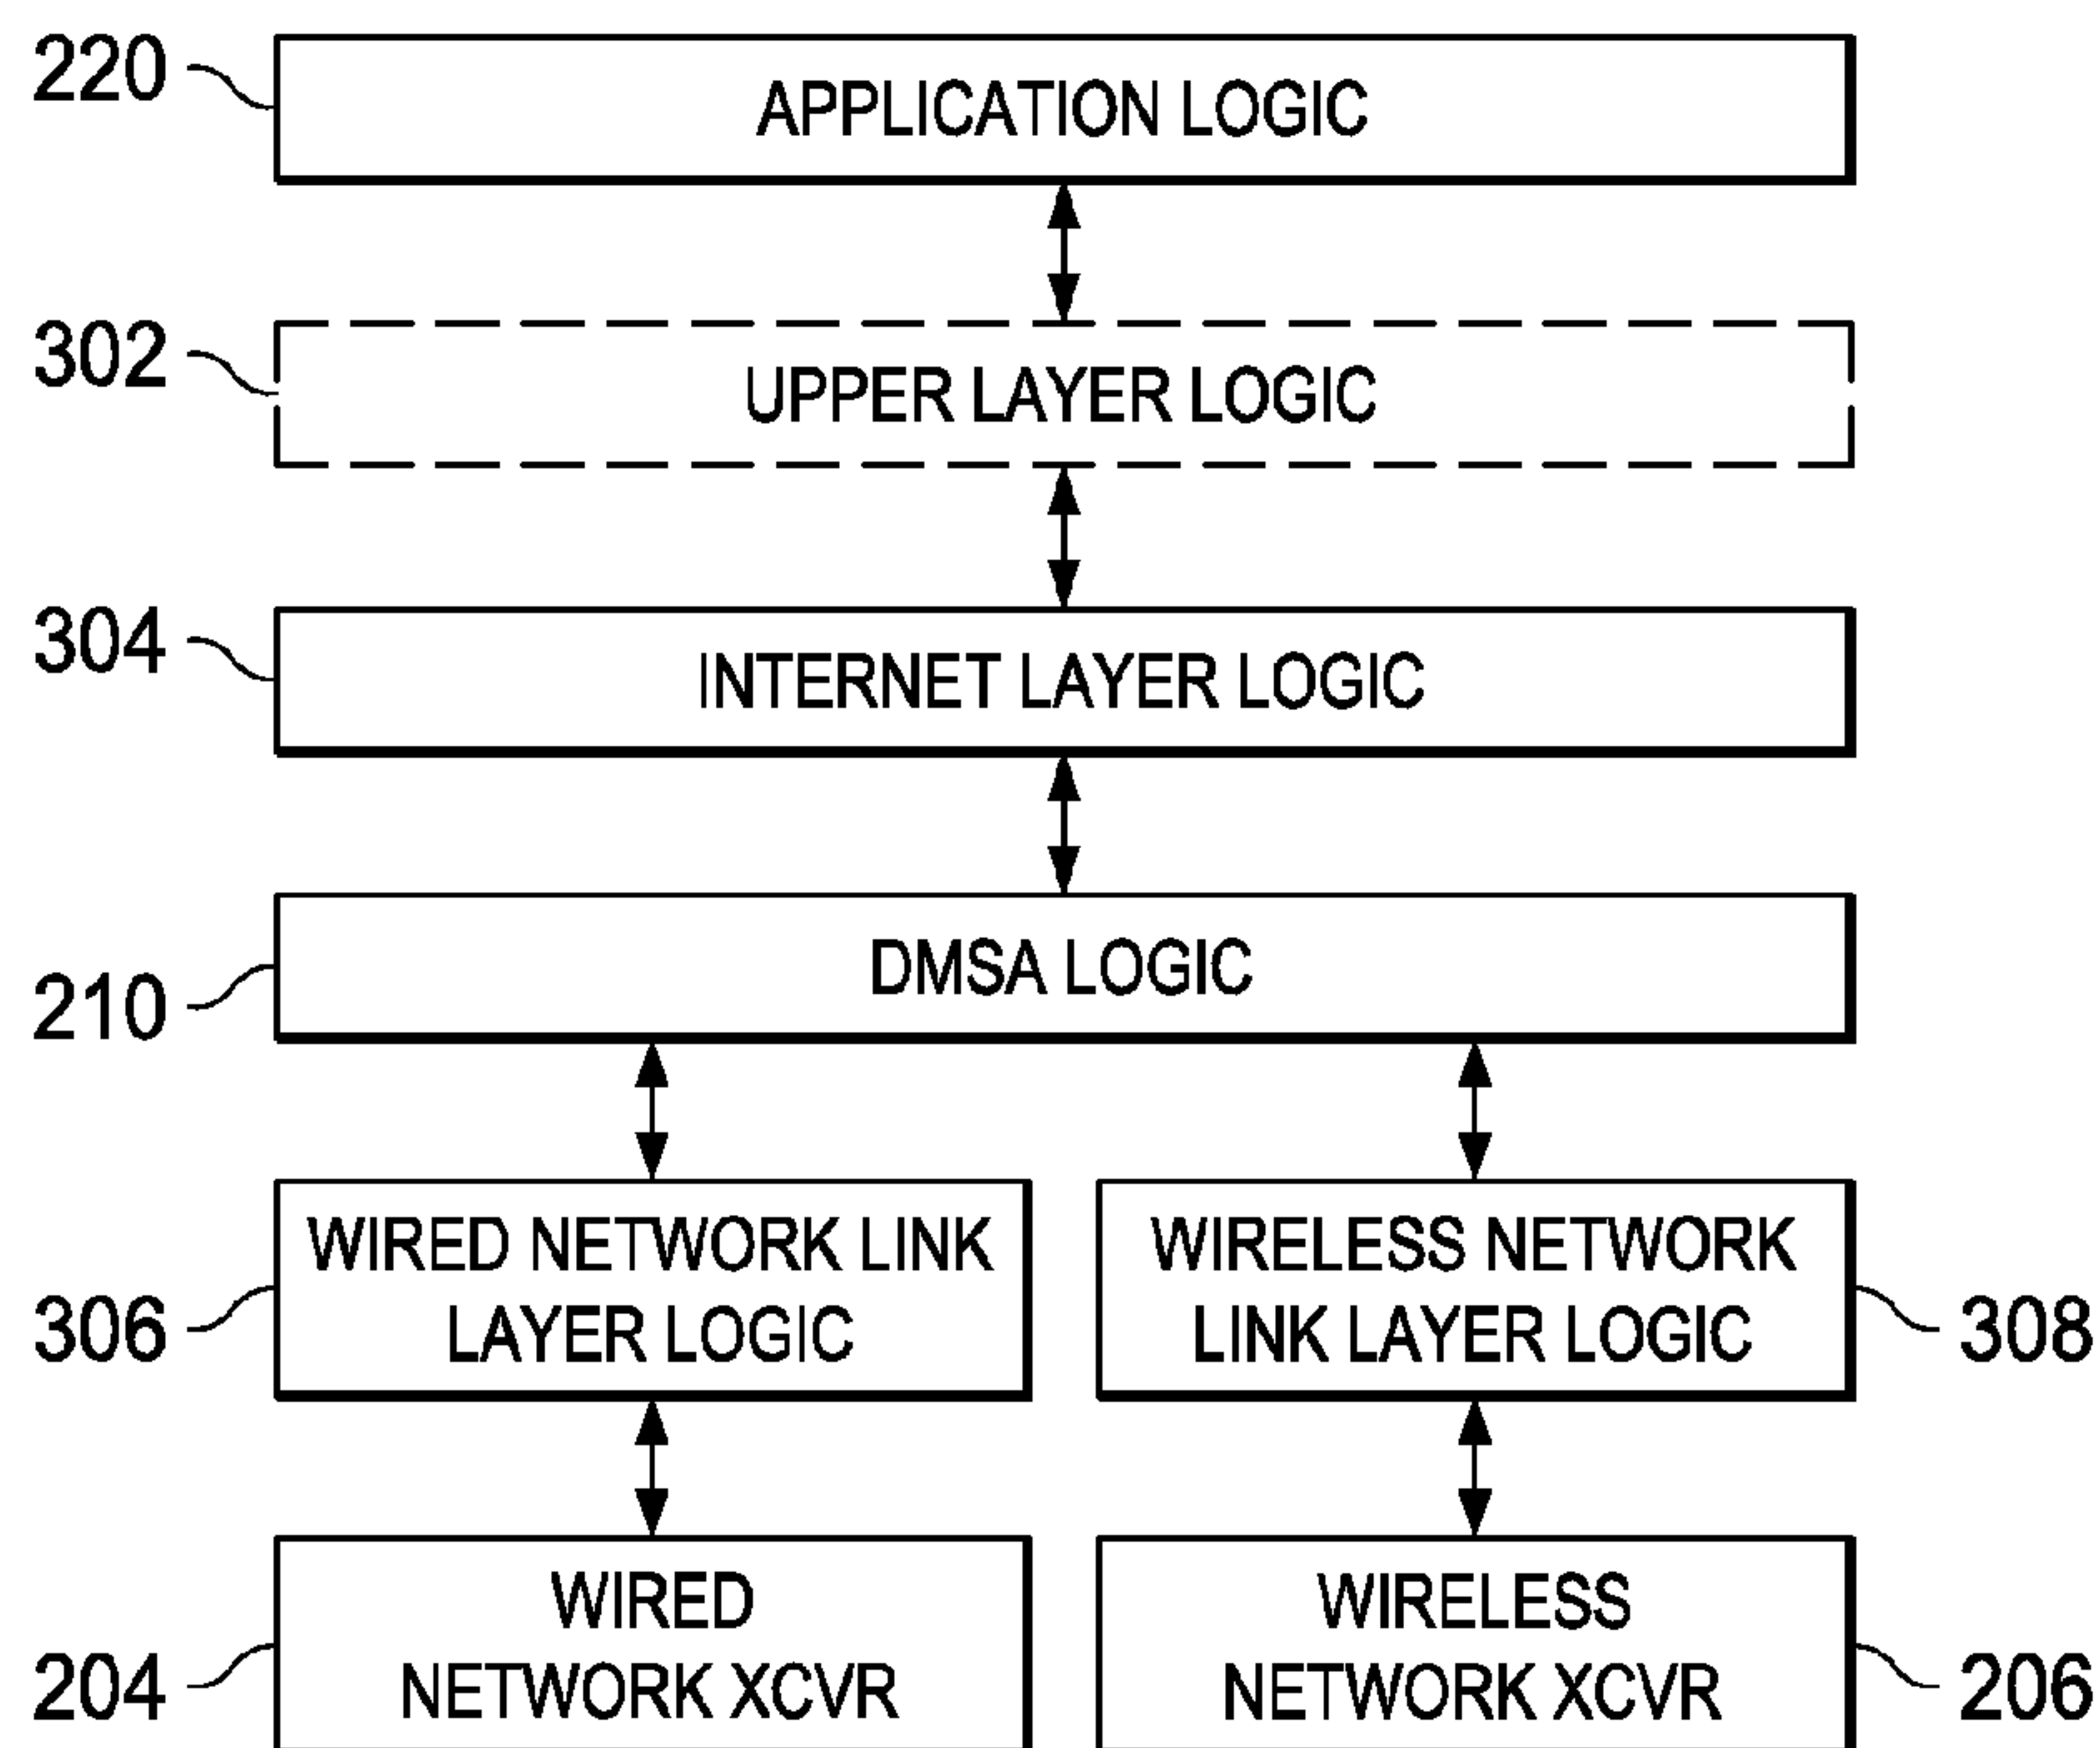 220
APPLICATION LOGIC
302
UPPER LAYER LOGIC
304
INTERNET LAYER LOGIC
210
DMSA LOGIC
306
WIRED NETWORK LINK
LAYER LOGIC
WIRELESS NETWORK
LINK LAYER LOGIC
308
204
WIRED
NETWORK XCVR
WIRELESS
NETWORK XCVR
206